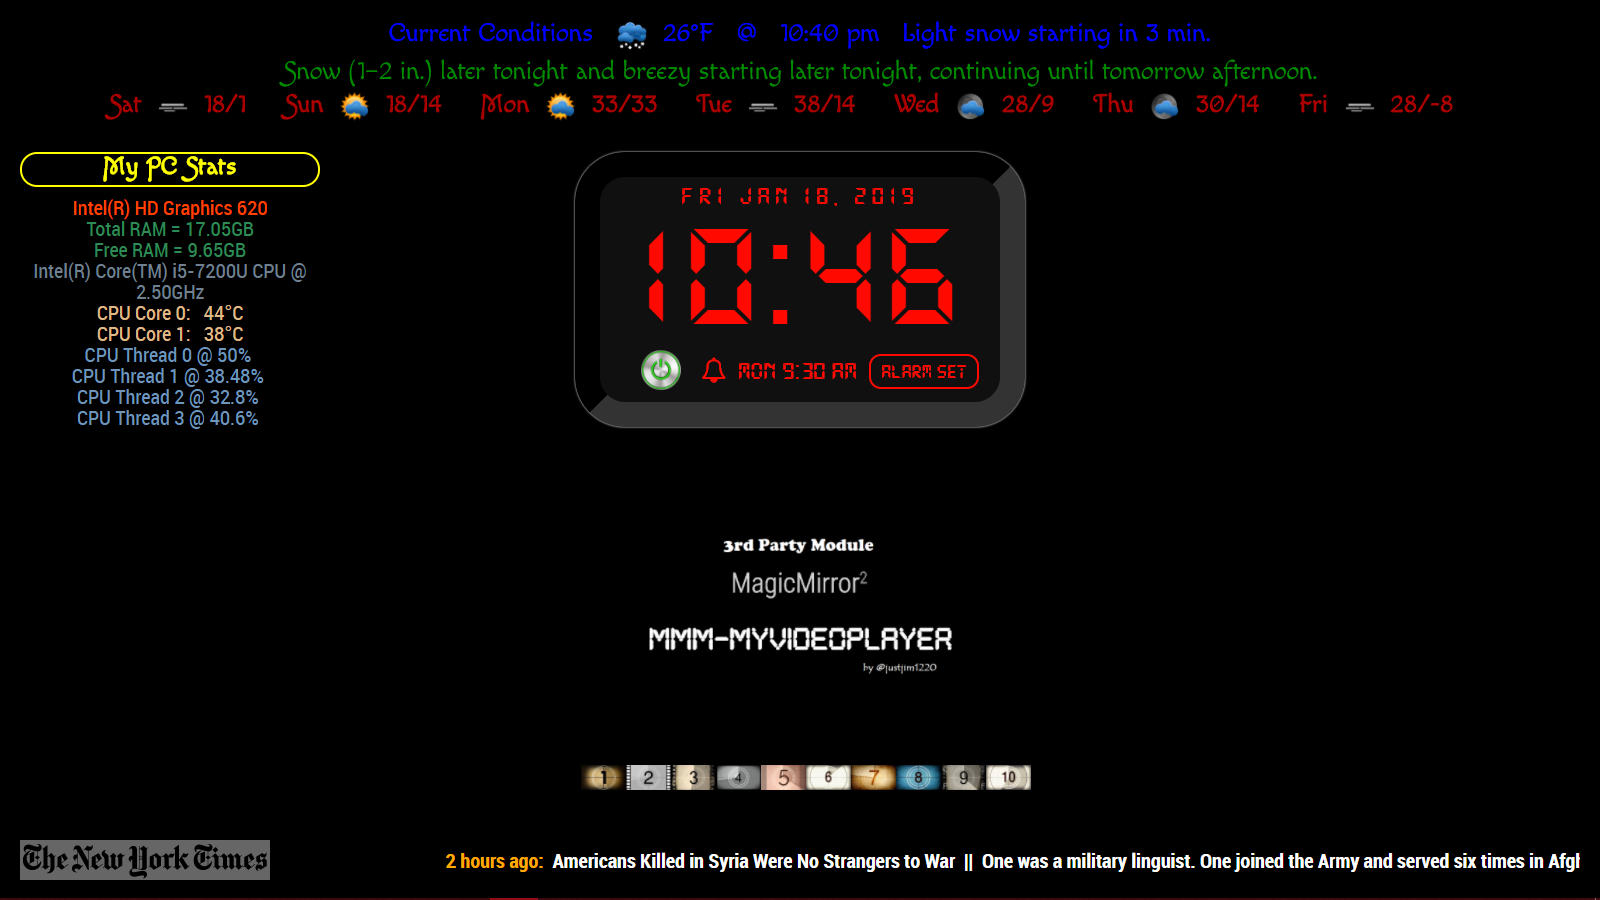 Current Conditions 26°F @ 10:40 pm Light snow starting in 3 min.
Snow (1–2 in.) later tonight and breezy starting later tonight, continuing until tomorrow afternoon.
Sat 18/1 Sun 18/14 Mon 33/33 Tue 38/14 Wed 28/9 Thu 30/14 Fri 28/-8
My PC Stats
Intel(R) HD Graphics 620
Total RAM = 17.05GB
Free RAM = 9.65GB
Intel(R) Core(TM) i5-7200U CPU @
2.50GHz
CPU Core 0: 44°C
CPU Core 1: 38°C
CPU Thread 0 @ 50%
CPU Thread 1 @ 38.48%
CPU Thread 2 @ 32.8%
CPU Thread 3 @ 40.6%
FRI JAN 18, 2019
10:46
MON 9:30 AM ALARM SET
3rd Party Module
MagicMirror²
MMM-MYVIDEOPLAYER
by @justjim1220
1 2 3 4 5 6 7 8 9 10
The New York Times
2 hours ago: Americans Killed in Syria Were No Strangers to War || One was a military linguist. One joined the Army and served six times in Afgh